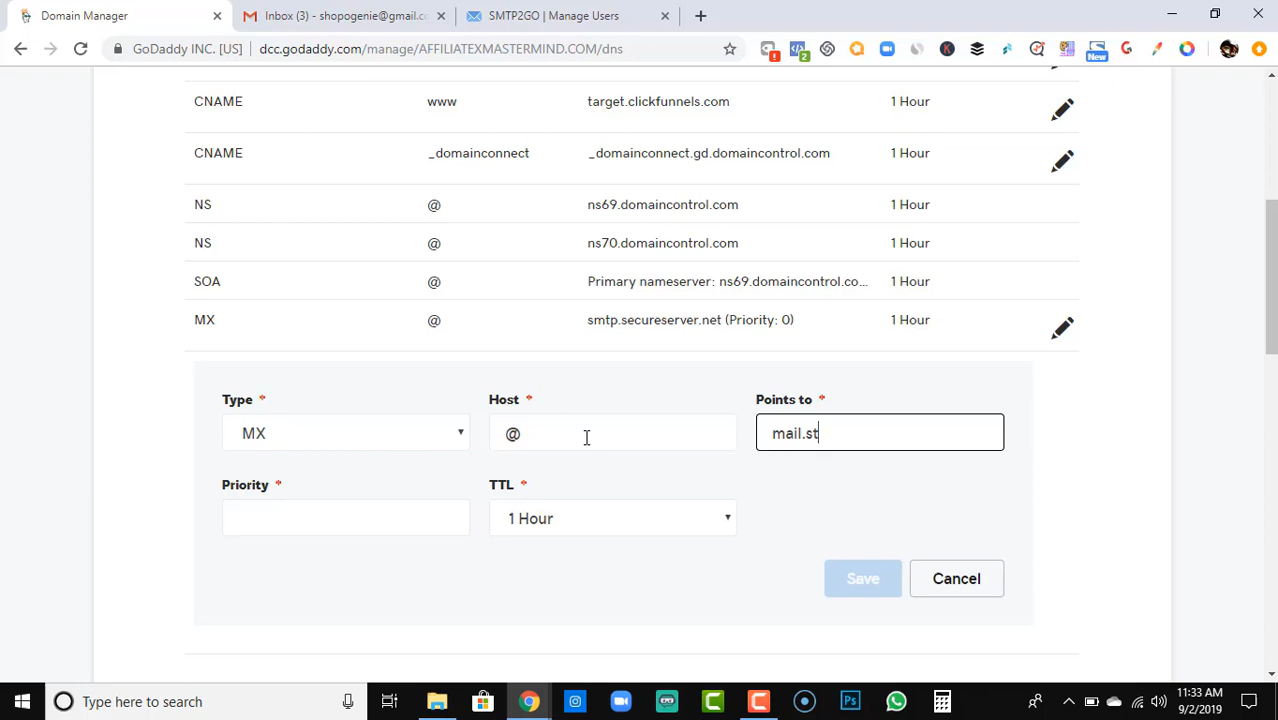 Domain Manager
Inbox (3) - shopogenie@gmail.cc
SMTP2GO | Manage Users
GoDaddy INC. [US] | dcc.godaddy.com/manage/AFFILIATEXMASTERMIND.COM/dns
2
New
CNAME www target.clickfunnels.com 1 Hour
CNAME _domainconnect _domainconnect.gd.domaincontrol.com 1 Hour
NS @ ns69.domaincontrol.com 1 Hour
NS @ ns70.domaincontrol.com 1 Hour
SOA @ Primary nameserver: ns69.domaincontrol.co... 1 Hour
MX @ smtp.secureserver.net (Priority: 0) 1 Hour
Type * Host * Points to *
MX @ mail.st
Priority * TTL *
1 Hour
Save Cancel
Type here to search
11:33 AM
9/2/2019